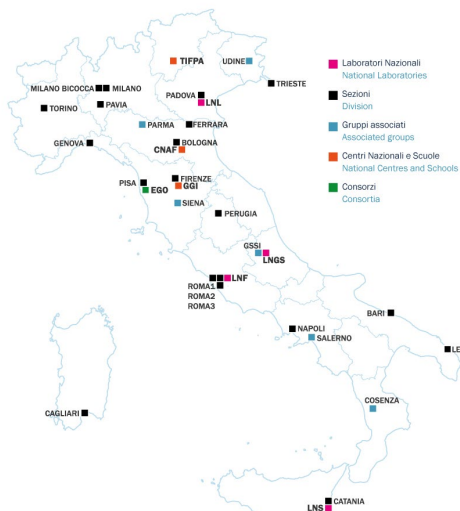 TIFPA
UDINE
Laboratori Nazionali
National Laboratories
TRIESTE
MILANO BICOCCA
MILANO
PADOVA
LNL
Sezioni
Division
TORINO
PAVIA
PARMA
FERRARA
Gruppi associati
Associated groups
GENOVA
BOLOGNA
CNAF
Centri Nazionali e Scuole
National Centres and Schools
PISA
EGO
FIRENZE
GGI
Consorzi
Consortia
SIENA
PERUGIA
GSSI
LNGS
LNF
ROMA1
ROMA2
ROMA3
BARI
NAPOLI
SALERNO
LE
COSENZA
CAGLIARI
CATANIA
LNS